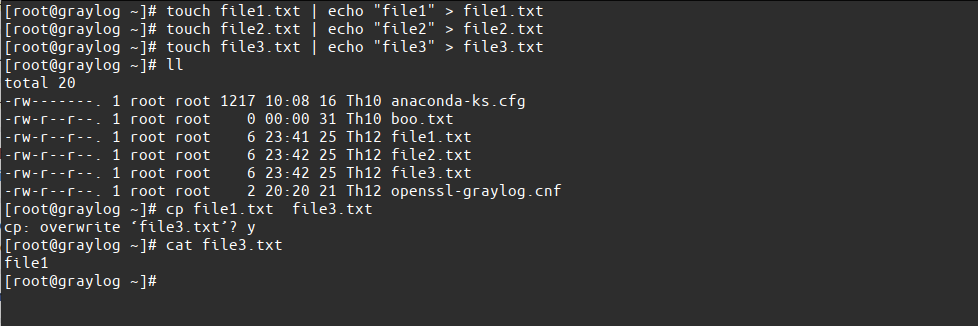 [root@graylog ~]# touch file1.txt | echo "file1" > file1.txt
[root@graylog ~]# touch file2.txt | echo "file2" > file2.txt
[root@graylog ~]# touch file3.txt | echo "file3" > file3.txt
[root@graylog ~]# ll
total 20
-rw-------. 1 root root 1217 10:08 16 Th10 anaconda-ks.cfg
-rw-r--r--. 1 root root    0 00:00 31 Th10 boo.txt
-rw-r--r--. 1 root root    6 23:41 25 Th12 file1.txt
-rw-r--r--. 1 root root    6 23:42 25 Th12 file2.txt
-rw-r--r--. 1 root root    6 23:42 25 Th12 file3.txt
-rw-r--r--. 1 root root    2 20:20 21 Th12 openssl-graylog.cnf
[root@graylog ~]# cp file1.txt  file3.txt
cp: overwrite ‘file3.txt’? y
[root@graylog ~]# cat file3.txt
file1
[root@graylog ~]#